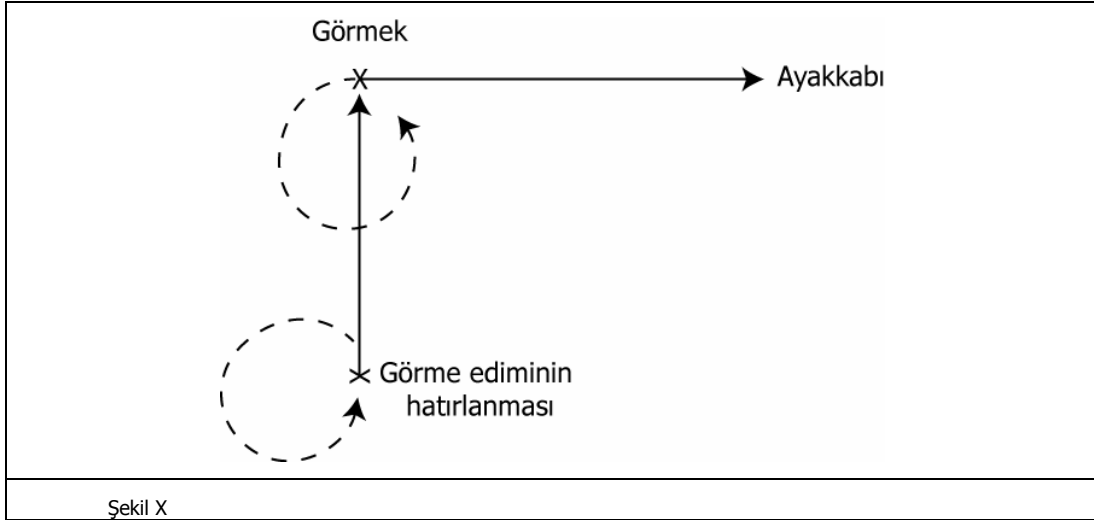 Görmek
X
Ayakkabı
X Görme ediminin
hatırlanması
Şekil X